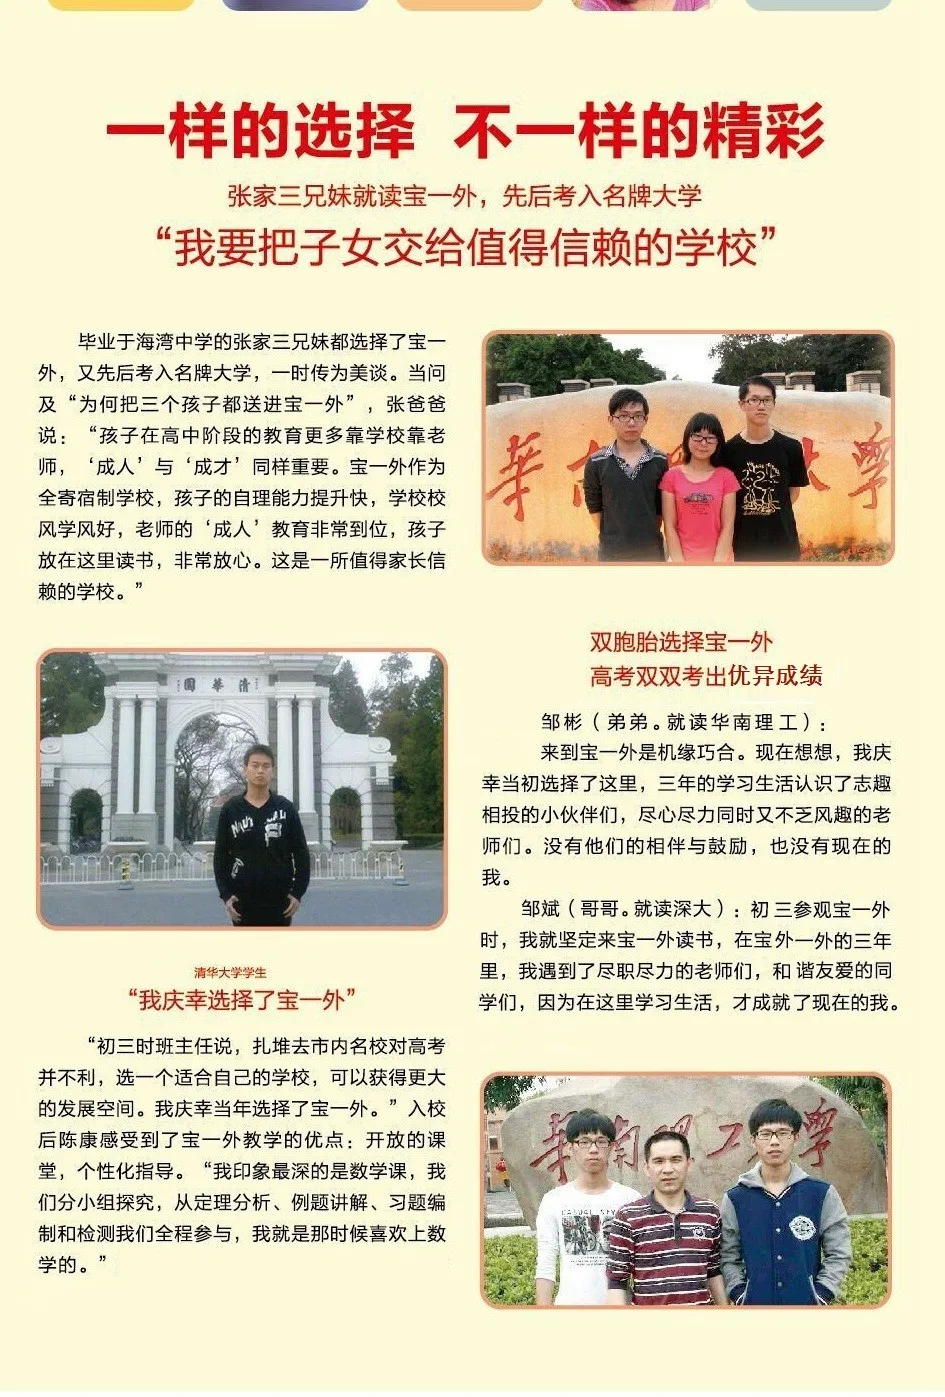 一样的选择 不一样的精彩
张家三兄妹就读宝一外，先后考入名牌大学
“我要把子女交给值得信赖的学校”
毕业于海湾中学的张家三兄妹都选择了宝一
外，又先后考入名牌大学，一时传为美谈。当问
及“为何把三个孩子都送进宝一外”，张爸爸
说：“孩子在高中阶段的教育更多靠学校靠老
师，‘成人’与‘成才’同样重要。宝一外作为
全寄宿制学校，孩子的自理能力提升快，学校校
风学风好，老师的‘成人’教育非常到位，孩子
放在这里读书，非常放心。这是一所值得家长信
赖的学校。”
清华园
清华大学学生
“我庆幸选择了宝一外”
“初三时班主任说，扎堆去市内名校对高考
并不利，选一个适合自己的学校，可以获得更大
的发展空间。我庆幸当年选择了宝一外。”入校
后陈康感受到了宝一外教学的优点：开放的课
堂，个性化指导。“我印象最深的是数学课，我
们分小组探究，从定理分析、例题讲解、习题编
制和检测我们全程参与，我就是那时候喜欢上数
学的。”
華南 大學
双胞胎选择宝一外
高考双双考出优异成绩
邹彬（弟弟。就读华南理工）：
来到宝一外是机缘巧合。现在想想，我庆
幸当初选择了这里，三年的学习生活认识了志趣
相投的小伙伴们，尽心尽力同时又不乏风趣的老
师们。没有他们的相伴与鼓励，也没有现在的
我。
邹斌（哥哥。就读深大）：初三参观宝一外
时，我就坚定来宝一外读书，在宝外一外的三年
里，我遇到了尽职尽力的老师们，和谐友爱的同
学们，因为在这里学习生活，才成就了现在的我。
華南理工 學
CASUAL STY